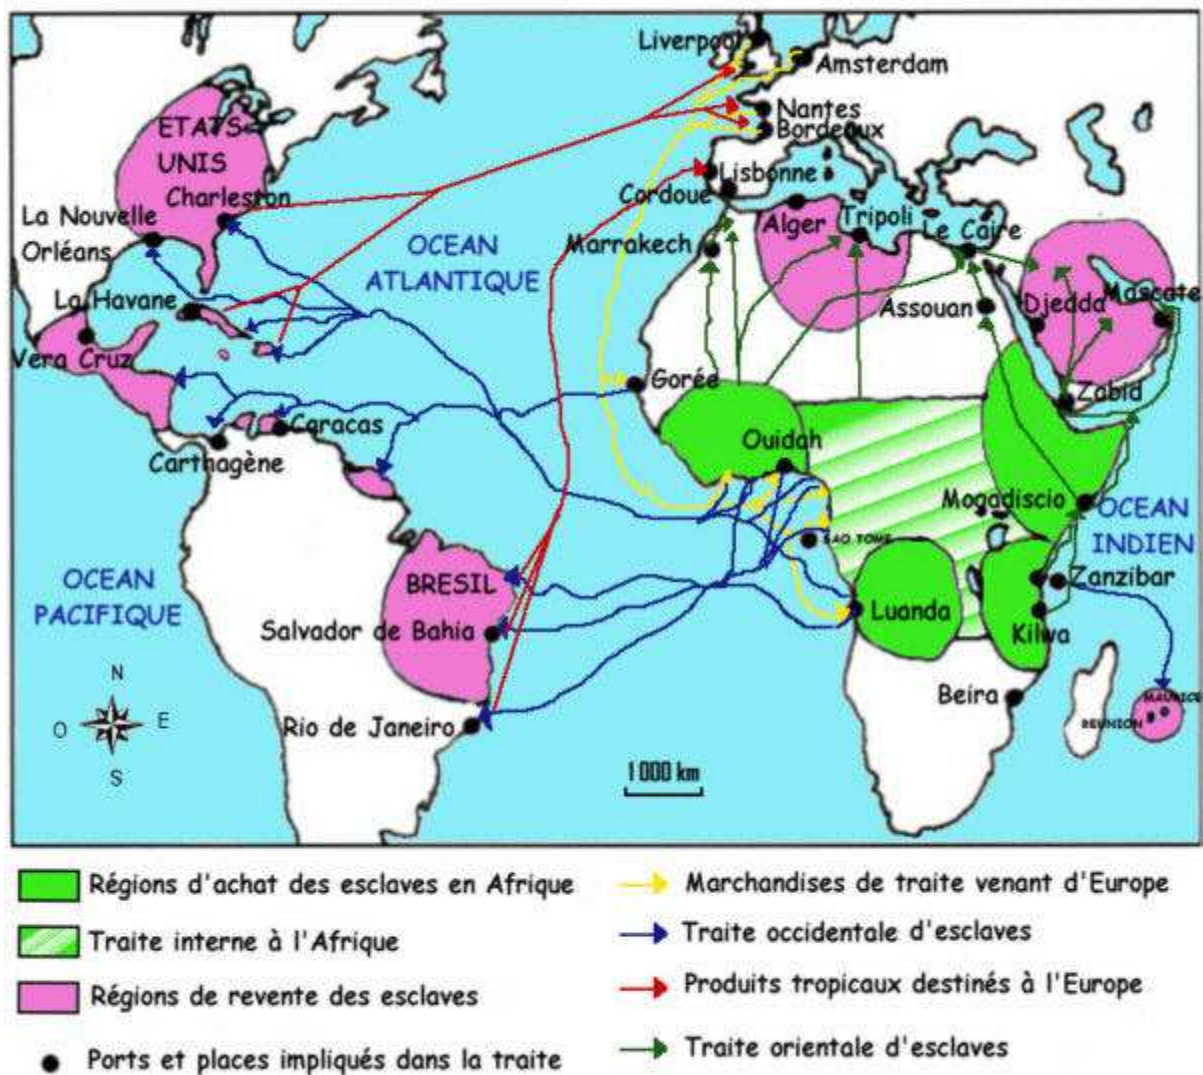 Liverpool
Amsterdam
Nantes
Bordeaux
ETATS
UNIS
Charleston
Lisbonne
Cordoue
La Nouvelle
Orléans
OCEAN
ATLANTIQUE
Marrakech
Alger
Tripoli
Le Caire
La Havane
Assouan
Djedda
Mascate
Vera Cruz
Gorée
Zabid
Caracas
Carthagène
Ouidah
Mogadiscio
OCEAN
INDIEN
SAO TOME
OCEAN
PACIFIQUE
BRESIL
Zanzibar
Salvador de Bahia
Luanda
Kilwa
N
O
E
S
Rio de Janeiro
Beira
MAURICE
REUNION
1000 km
Régions d'achat des esclaves en Afrique
Traite interne à l'Afrique
Régions de revente des esclaves
Ports et places impliqués dans la traite
Marchandises de traite venant d'Europe
Traite occidentale d'esclaves
Produits tropicaux destinés à l'Europe
Traite orientale d'esclaves